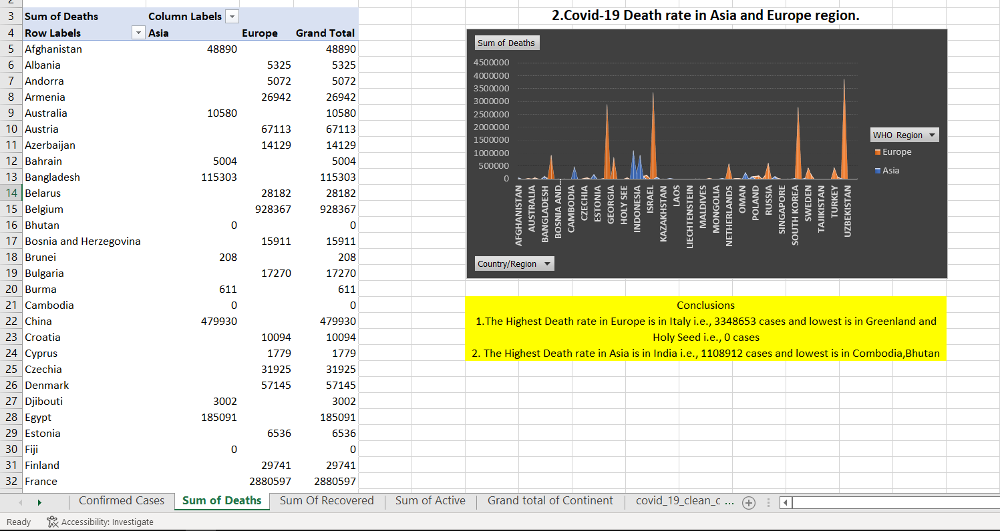 2
3 Sum of Deaths Column Labels
4 Row Labels Asia Europe Grand Total
5 Afghanistan 48890 48890
6 Albania 5325 5325
7 Andorra 5072 5072
8 Armenia 26942 26942
9 Australia 10580 10580
10 Austria 67113 67113
11 Azerbaijan 14129 14129
12 Bahrain 5004 5004
13 Bangladesh 115303 115303
14 Belarus 28182 28182
15 Belgium 928367 928367
16 Bhutan 0 0
17 Bosnia and Herzegovina 15911 15911
18 Brunei 208 208
19 Bulgaria 17270 17270
20 Burma 611 611
21 Cambodia 0 0
22 China 479930 479930
23 Croatia 10094 10094
24 Cyprus 1779 1779
25 Czechia 31925 31925
26 Denmark 57145 57145
27 Djibouti 3002 3002
28 Egypt 185091 185091
29 Estonia 6536 6536
30 Fiji 0 0
31 Finland 29741 29741
32 France 2880597 2880597
2.Covid-19 Death rate in Asia and Europe region.
Sum of Deaths
4500000
4000000
3500000
3000000
2500000
2000000
1500000
1000000
500000
0
AFGHANISTAN
AUSTRALIA
BANGLADESH
BOSNIA AND...
CAMBODIA
CZECHIA
ESTONIA
GEORGIA
HOLY SEE
INDONESIA
ISRAEL
KAZAKHSTAN
LAOS
LIECHTENSTEIN
MALDIVES
MONGOLIA
NETHERLANDS
OMAN
POLAND
RUSSIA
SINGAPORE
SOUTH KOREA
SWEDEN
TAJIKISTAN
TURKEY
UZBEKISTAN
WHO Region
Europe
Asia
Country/Region
Conclusions
1.The Highest Death rate in Europe is in Italy i.e., 3348653 cases and lowest is in Greenland and
Holy Seed i.e., 0 cases
2. The Highest Death rate in Asia is in India i.e., 1108912 cases and lowest is in Combodia,Bhutan
Confirmed Cases Sum of Deaths Sum Of Recovered Sum of Active Grand total of Continent covid_19_clean_c ...
Ready Accessibility: Investigate